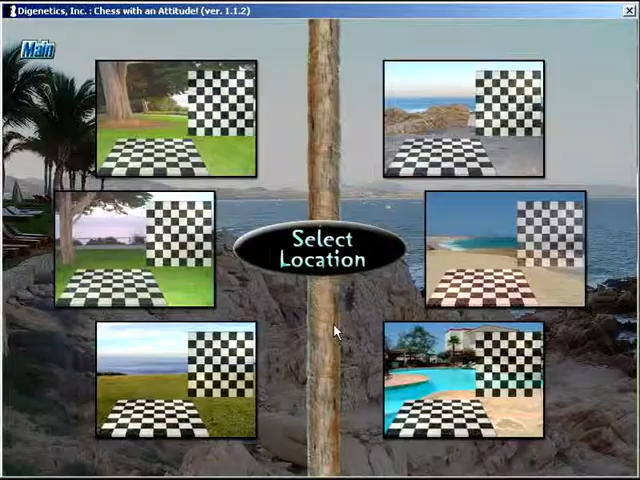 Digenetics, Inc. : Chess with an Attitude! (ver. 1.1.2)
Main
Select
Location